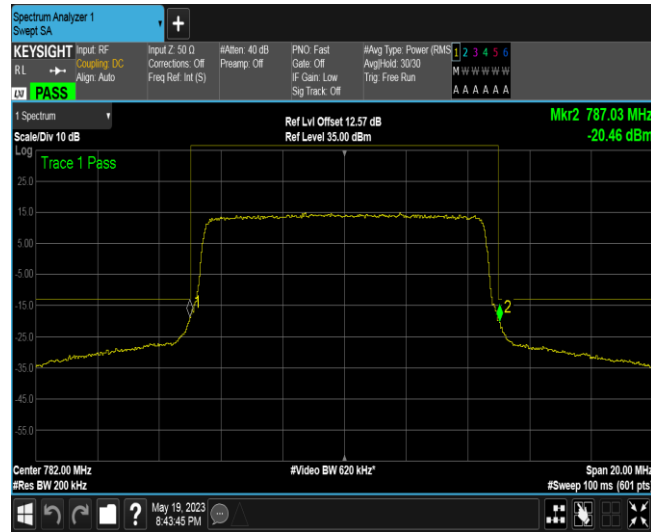 Spectrum Analyzer 1
Swept SA
+
KEYSIGHT
RL
LXI PASS
Input: RF
Coupling: DC
Align: Auto
Input Z: 50 Ω
Corrections: Off
Freq Ref: Int (S)
#Atten: 40 dB
Preamp: Off
PNO: Fast
Gate: Off
IF Gain: Low
Sig Track: Off
#Avg Type: Power (RMS
Avg|Hold: 30/30
Trig: Free Run
1 2 3 4 5 6
M W W W W W
A A A A A A
1 Spectrum
Scale/Div 10 dB
Ref Lvl Offset 12.57 dB
Ref Level 35.00 dBm
Mkr2 787.03 MHz
-20.46 dBm
Log
Trace 1 Pass
25.0
15.0
5.00
-5.00
-15.0
-25.0
-35.0
-45.0
-55.0
1
2
Center 782.00 MHz
#Res BW 200 kHz
#Video BW 620 kHz*
Span 20.00 MHz
#Sweep 100 ms (601 pts)
?
May 19, 2023
8:43:45 PM